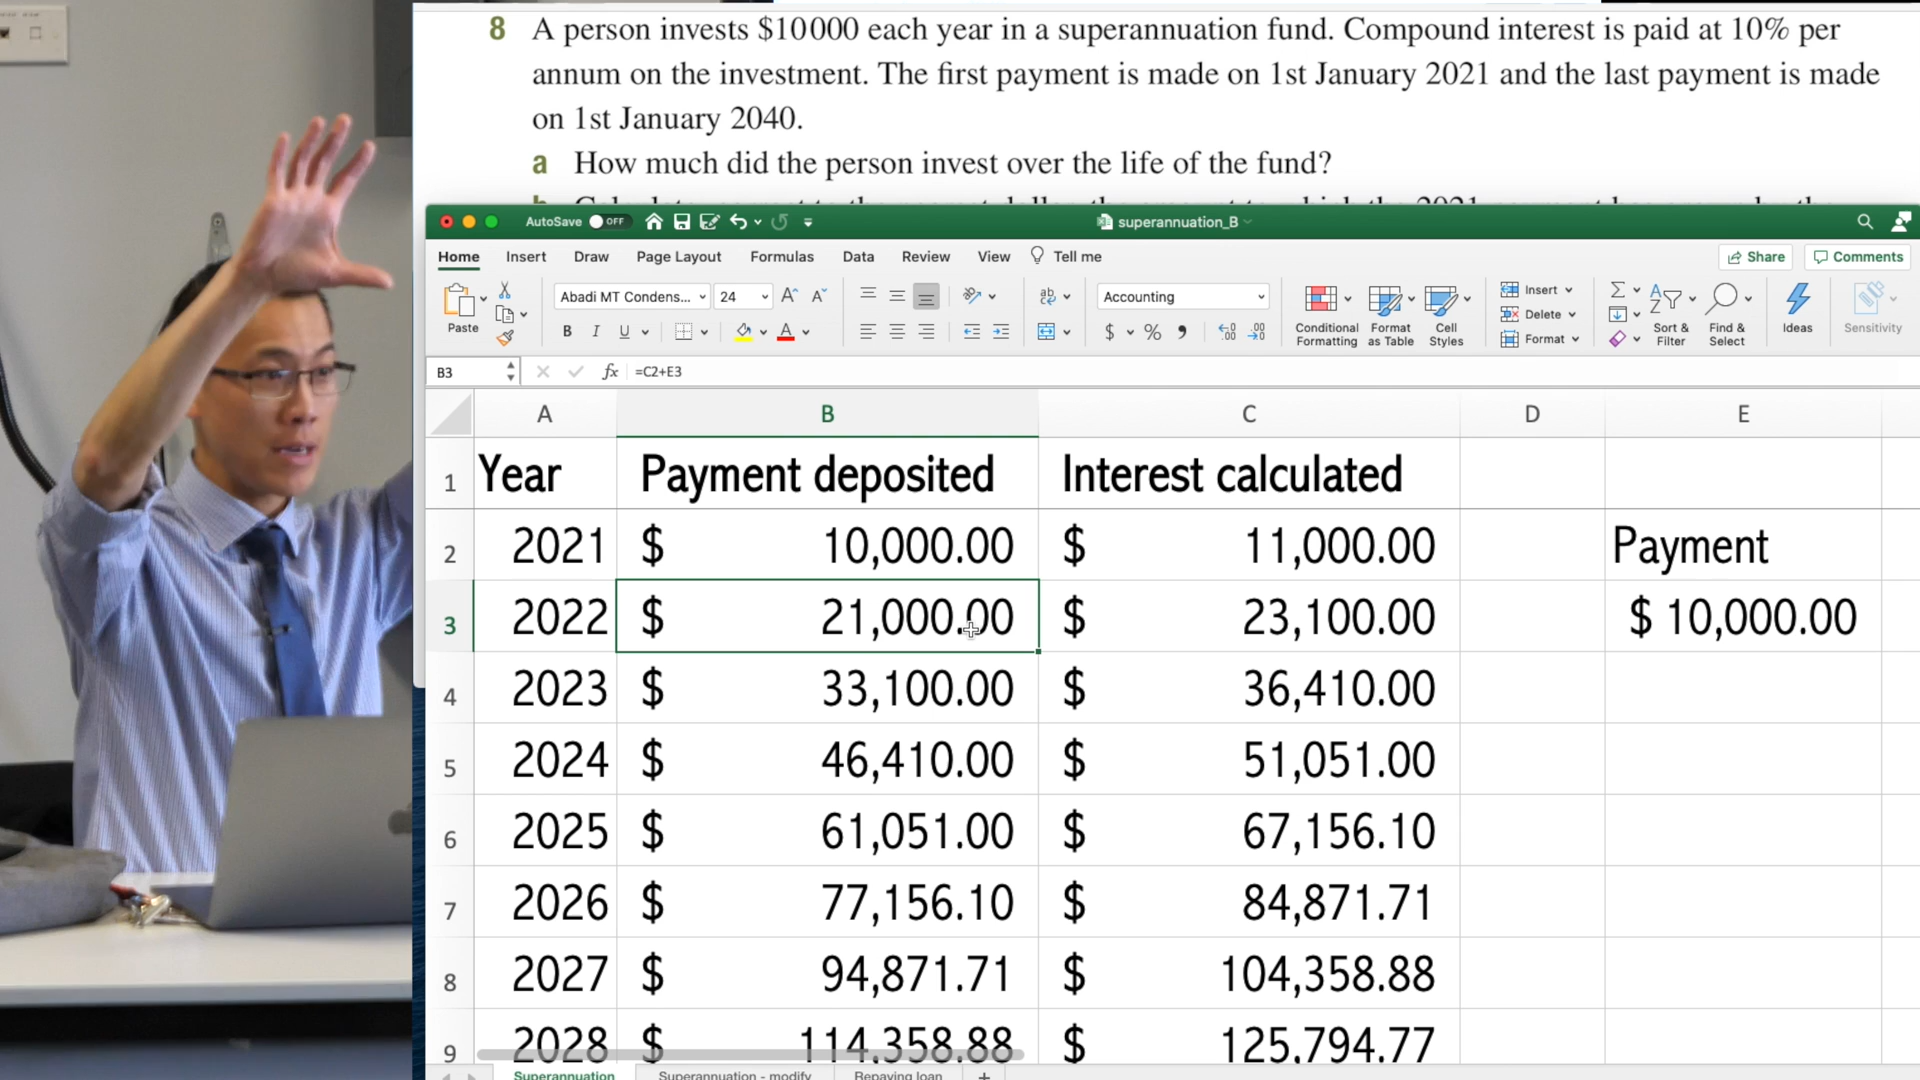 8 A person invests $10 000 each year in a superannuation fund. Compound interest is paid at 10% per
annum on the investment. The first payment is made on 1st January 2021 and the last payment is made
on 1st January 2040.
a How much did the person invest over the life of the fund?
AutoSave OFF superannuation_B
Home Insert Draw Page Layout Formulas Data Review View Tell me Share Comments
Paste Abadi MT Condens... 24 Accounting Conditional Formatting Format as Table Cell Styles Insert Delete Format Sort & Filter Find & Select Ideas Sensitivity
B3 fx =C2+E3
A B C D E
1 Year Payment deposited Interest calculated
2 2021 $ 10,000.00 $ 11,000.00 Payment
3 2022 $ 21,000.00 $ 23,100.00 $ 10,000.00
4 2023 $ 33,100.00 $ 36,410.00
5 2024 $ 46,410.00 $ 51,051.00
6 2025 $ 61,051.00 $ 67,156.10
7 2026 $ 77,156.10 $ 84,871.71
8 2027 $ 94,871.71 $ 104,358.88
9 2028 $ 114,358.88 $ 125,794.77
Superannuation Superannuation - modify Repaying loan +